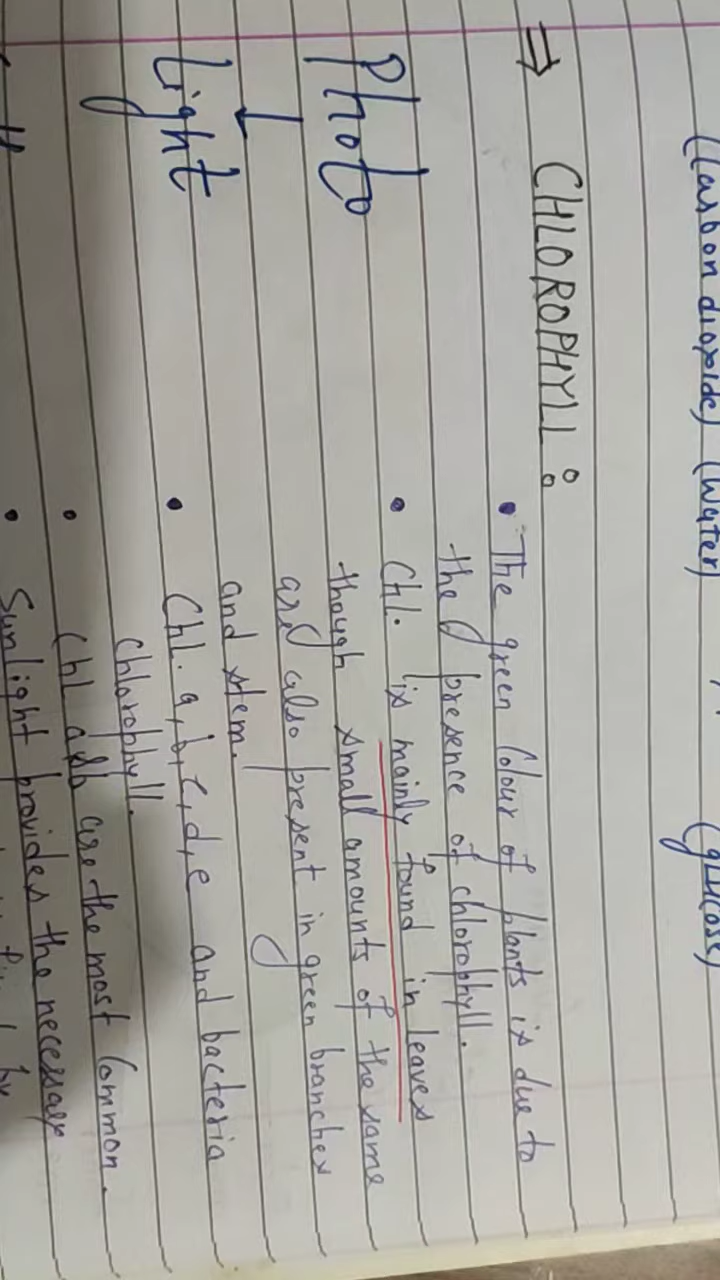 (Carbon dioxide) (Water) (glucose)
⇒ CHLOROPHYLL :
• The green Colour of plants is due to
the presence of chlorophyll.
• Chl. is mainly found in leaves
though small amounts of the same
are also present in green branches
and stem.
• Chl. a, b, c, d, e and bacteria
chlorophyll.
• Chl a&b are the most Common.
• Sunlight provides the necessary
by
Photo
↓
Light